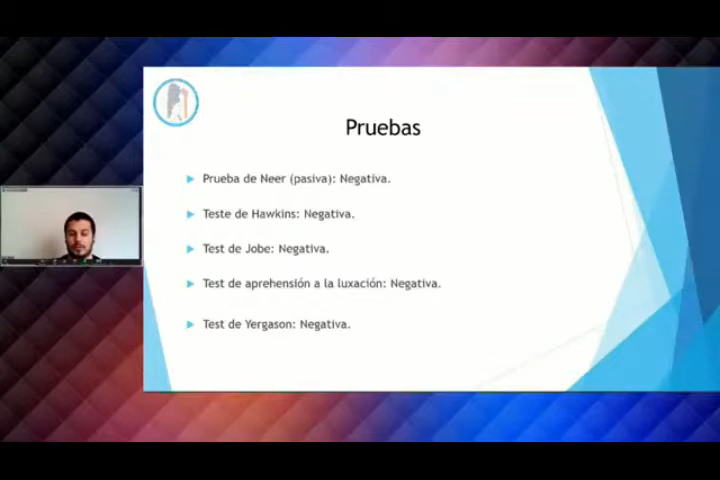 Pruebas
Prueba de Neer (pasiva): Negativa.
Teste de Hawkins: Negativa.
Test de Jobe: Negativa.
Test de aprehensión a la luxación: Negativa.
Test de Yergason: Negativa.